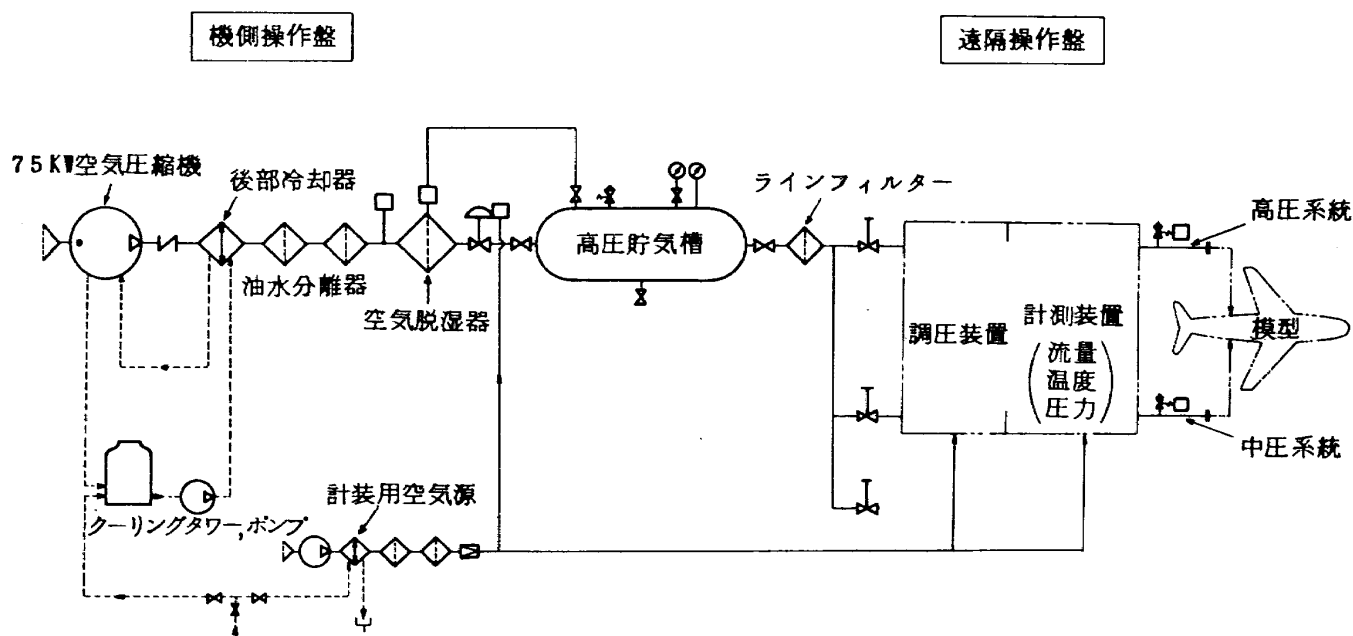 機側操作盤
遠隔操作盤
75KW空気圧縮機
後部冷却器
油水分離器
空気脱湿器
高圧貯気槽
ラインフィルター
高圧系統
調圧装置
計測装置
流量
温度
圧力
模型
中圧系統
クーリングタワー,ポンプ
計装用空気源